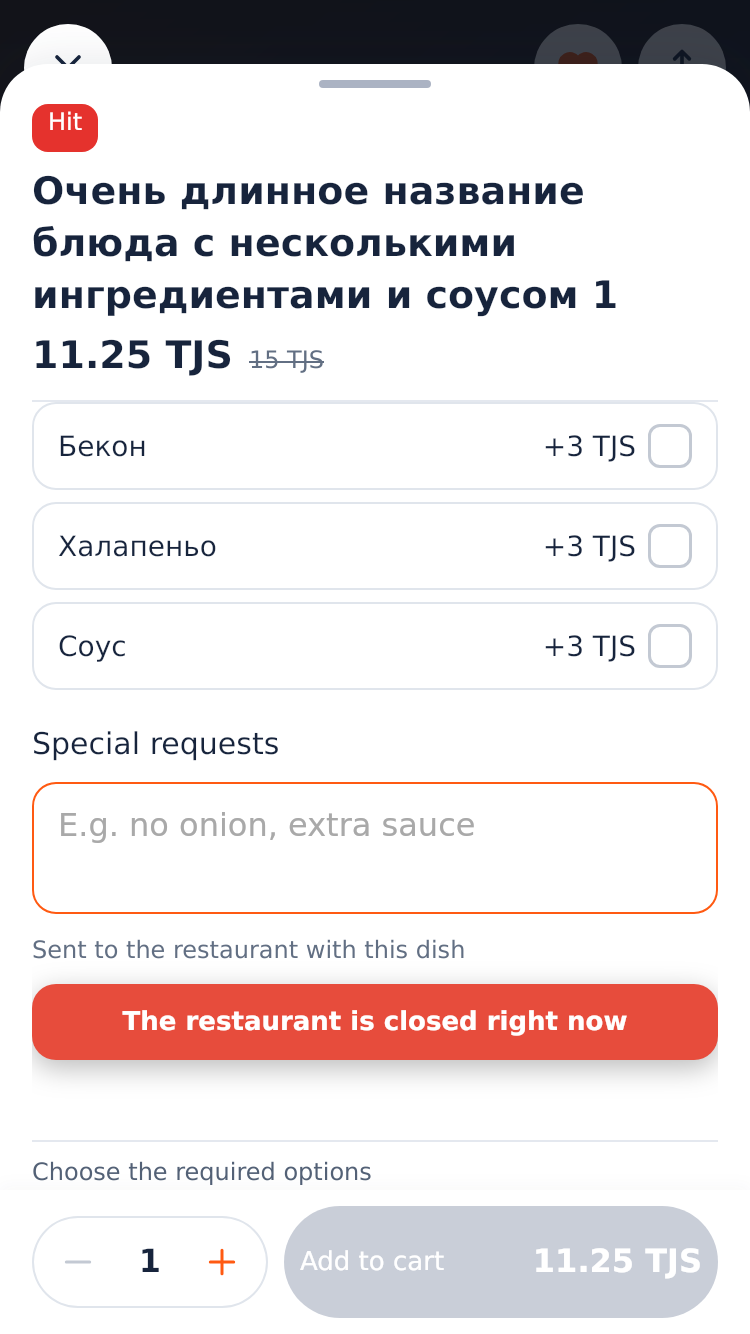 Hit
Очень длинное название
блюда с несколькими
ингредиентами и соусом 1
11.25 TJS 15 TJS
Бекон +3 TJS
Халапеньо +3 TJS
Соус +3 TJS
Special requests
E.g. no onion, extra sauce
Sent to the restaurant with this dish
The restaurant is closed right now
Choose the required options
− 1 + Add to cart 11.25 TJS